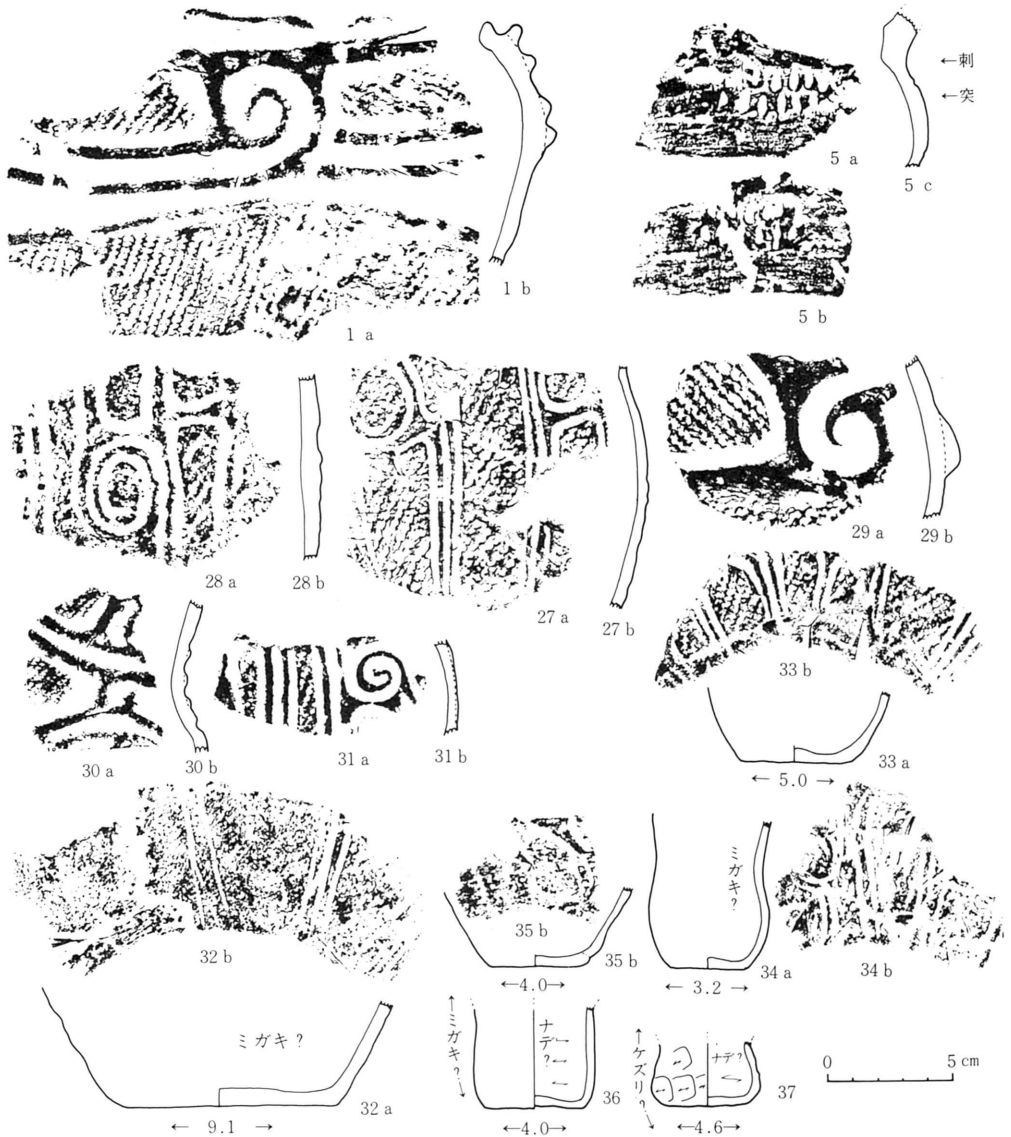 ←刺
←突
5 a
5 c
1 b
5 b
1 a
28 a
28 b
27 a
27 b
29 a
29 b
33 b
30 a
30 b
31 a
31 b
33 a
← 5.0 →
32 b
35 b
35 b
ミガキ?
34 a
34 b
←4.0→
← 3.2 →
ミガキ?
32 a
← 9.1 →
←ミガキ?→
ナデ?
36
←4.0→
←ケズリ?→
ナデ?
37
←4.6→
0 5 cm